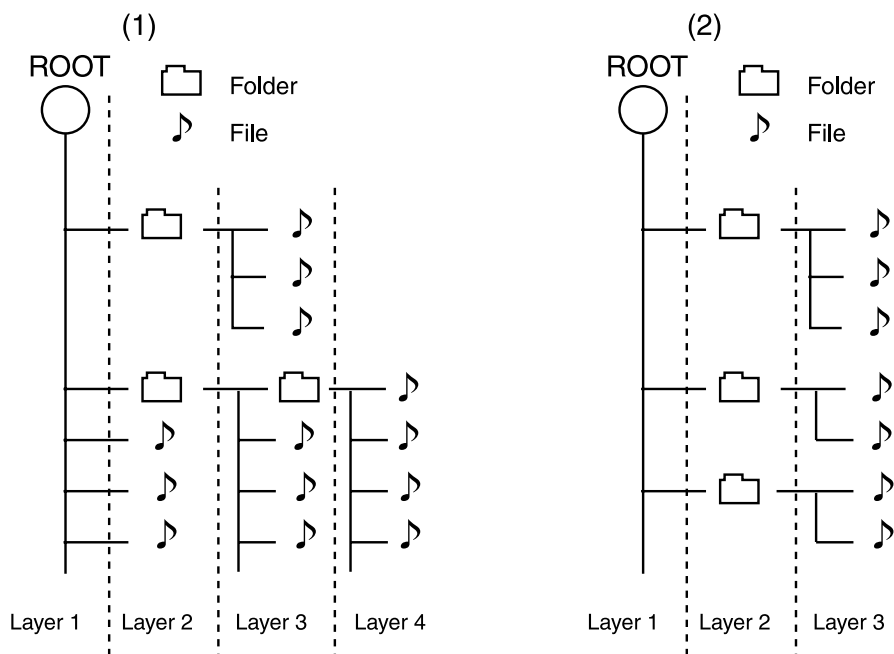 (1)
ROOT
Folder
File
Layer 1 Layer 2 Layer 3 Layer 4
(2)
ROOT
Folder
File
Layer 1 Layer 2 Layer 3